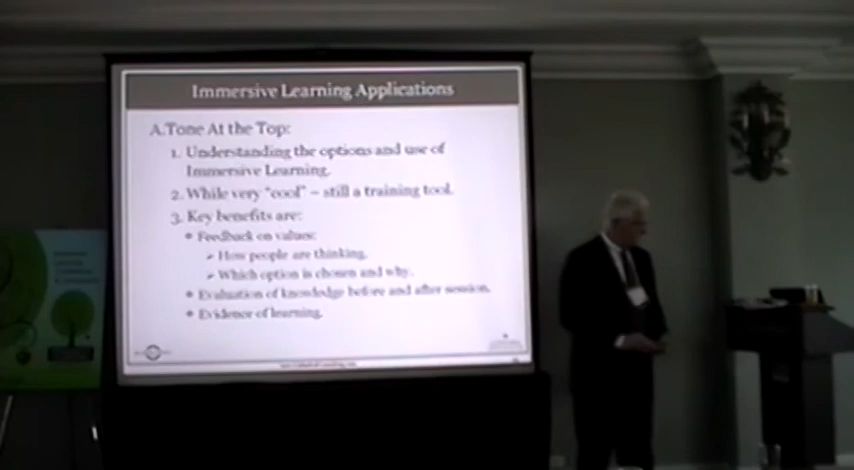 Immersive Learning Applications
A. Tone At the Top:
1. Understanding the options and use of
Immersive Learning.
2. While very "cool" – still a training tool.
3. Key benefits are:
• Feedback on values:
➢ How people are thinking.
➢ Which option is chosen and why.
• Evaluation of knowledge before and after session.
• Evidence of learning.